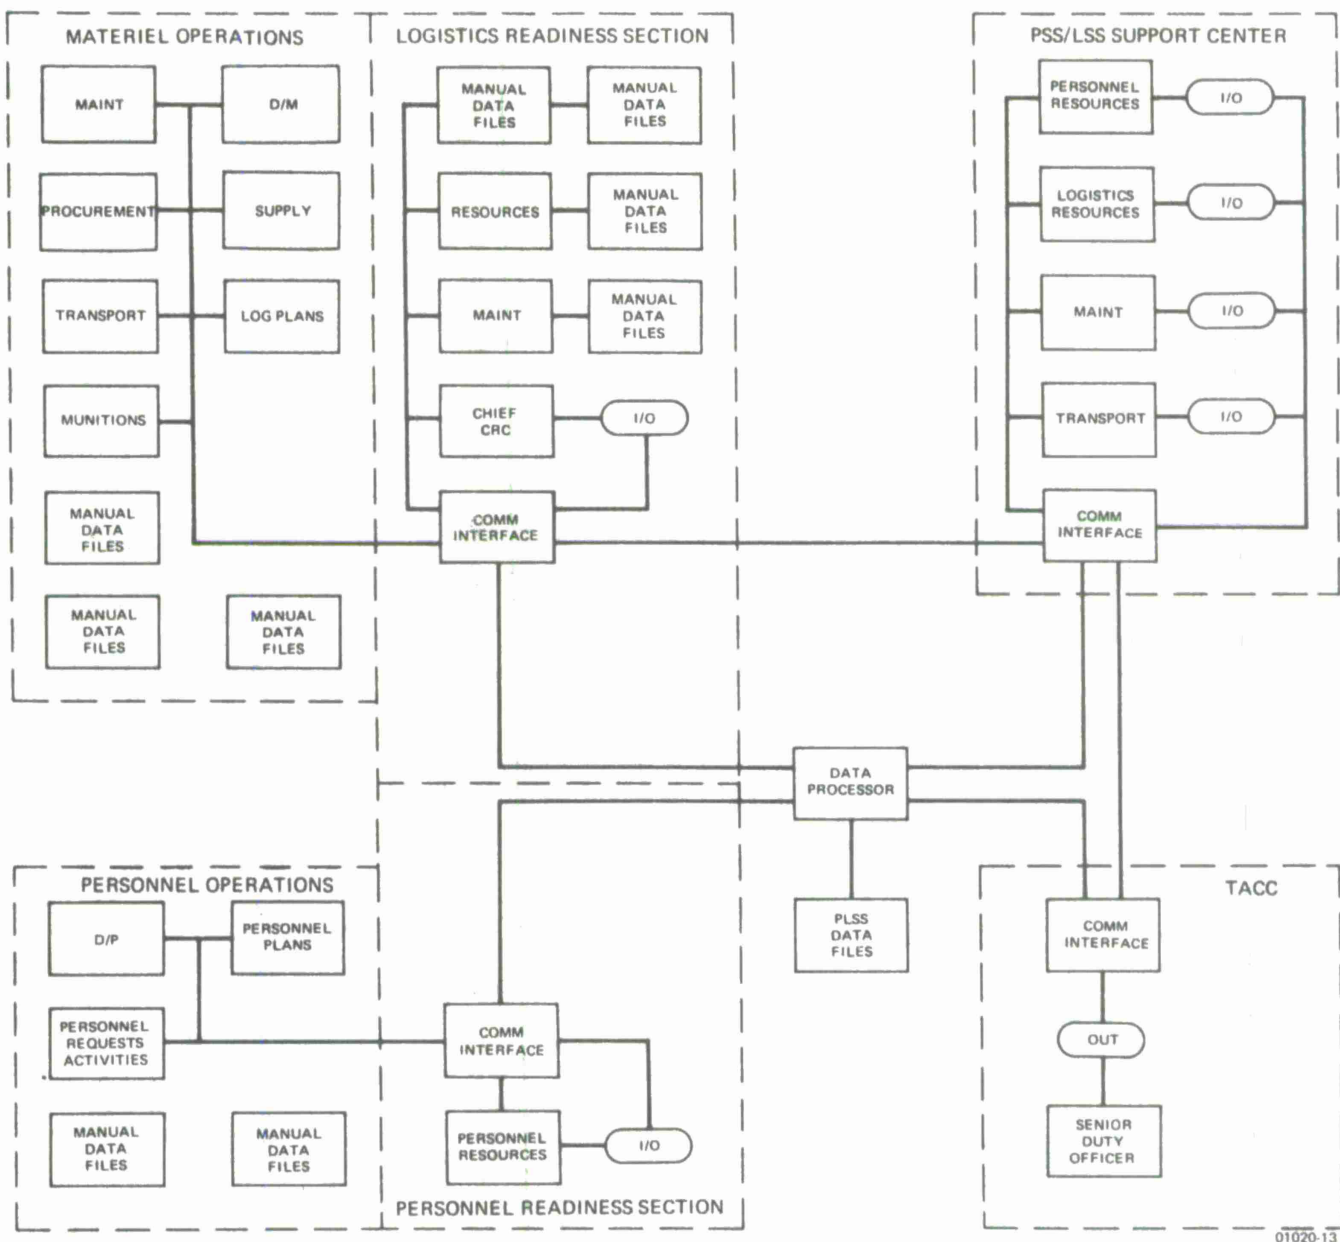 MATERIEL OPERATIONS
MAINT
D/M
PROCUREMENT
SUPPLY
TRANSPORT
LOG PLANS
MUNITIONS
MANUAL
DATA
FILES
MANUAL
DATA
FILES
MANUAL
DATA
FILES
LOGISTICS READINESS SECTION
MANUAL
DATA
FILES
MANUAL
DATA
FILES
RESOURCES
MANUAL
DATA
FILES
MAINT
MANUAL
DATA
FILES
CHIEF
CRC
I/O
COMM
INTERFACE
PSS/LSS SUPPORT CENTER
PERSONNEL
RESOURCES
I/O
LOGISTICS
RESOURCES
I/O
MAINT
I/O
TRANSPORT
I/O
COMM
INTERFACE
DATA
PROCESSOR
PLSS
DATA
FILES
PERSONNEL OPERATIONS
D/P
PERSONNEL
PLANS
PERSONNEL
REQUESTS
ACTIVITIES
MANUAL
DATA
FILES
MANUAL
DATA
FILES
COMM
INTERFACE
PERSONNEL
RESOURCES
I/O
PERSONNEL READINESS SECTION
TACC
COMM
INTERFACE
OUT
SENIOR
DUTY
OFFICER
01020-13